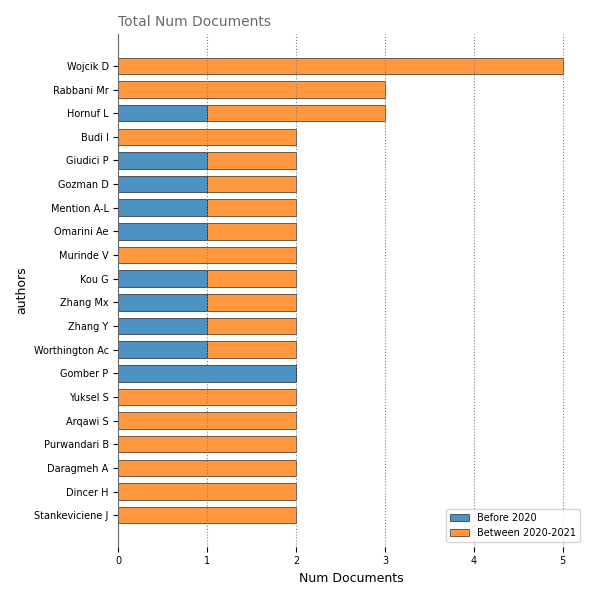 Total Num Documents
Wojcik D
Rabbani Mr
Hornuf L
Budi I
Giudici P
Gozman D
Mention A-L
Omarini Ae
Murinde V
Kou G
Zhang Mx
Zhang Y
Worthington Ac
Gomber P
Yuksel S
Arqawi S
Purwandari B
Daragmeh A
Dincer H
Stankeviciene J
authors
Before 2020
Between 2020-2021
0 1 2 3 4 5
Num Documents